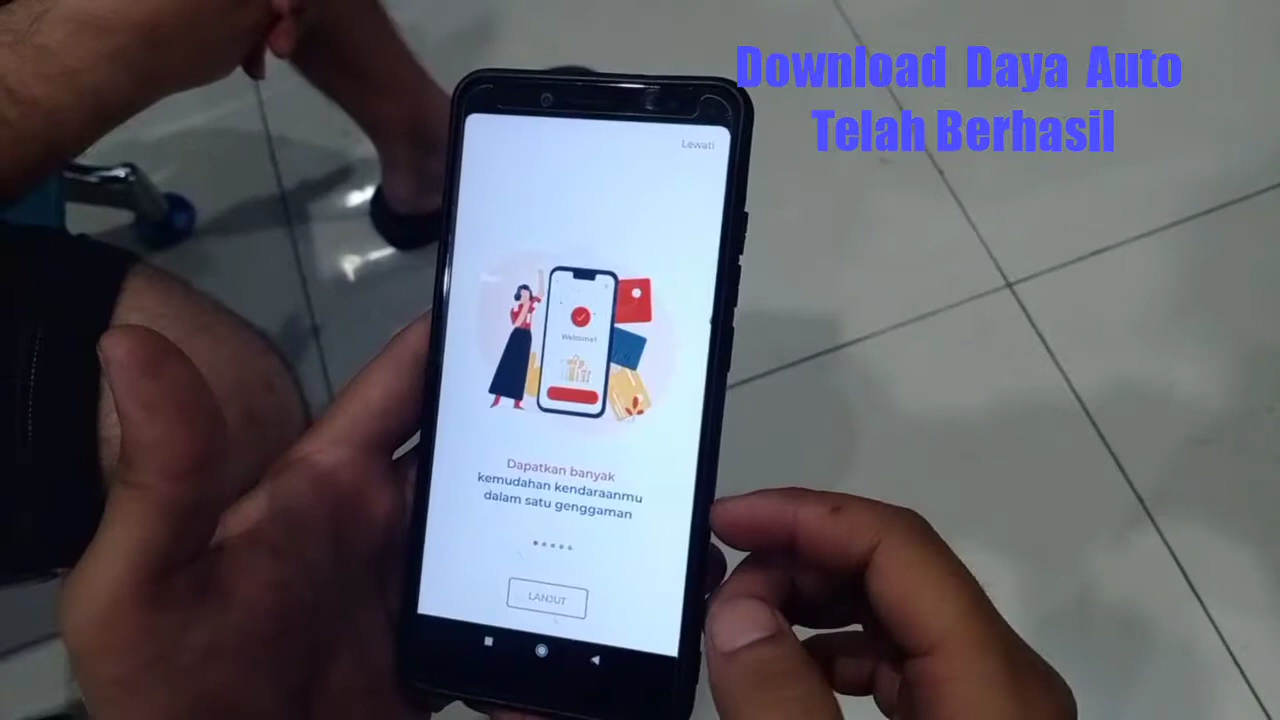 Download Daya Auto
Telah Berhasil
Lewati
Welcome!
Dapatkan banyak
kemudahan kendaraanmu
dalam satu genggaman
LANJUT